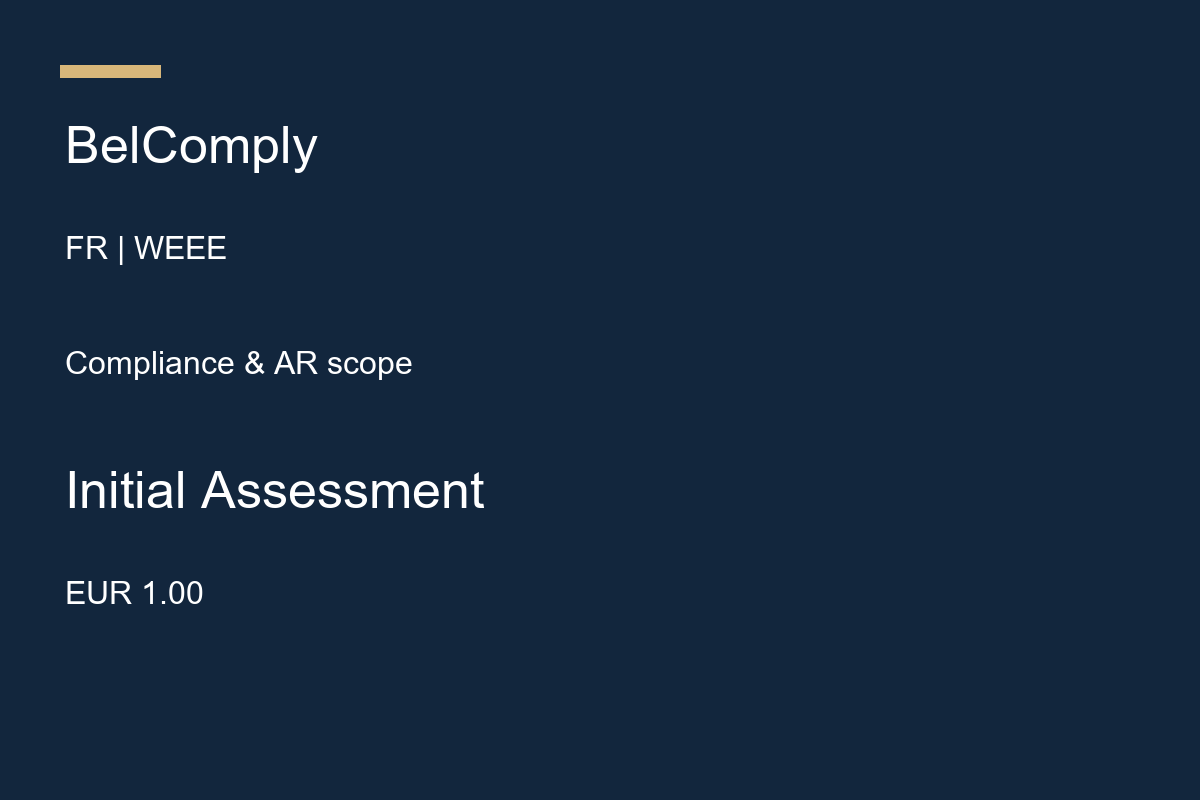 BelComply
FR | WEEE
Compliance & AR scope
Initial Assessment
EUR 1.00